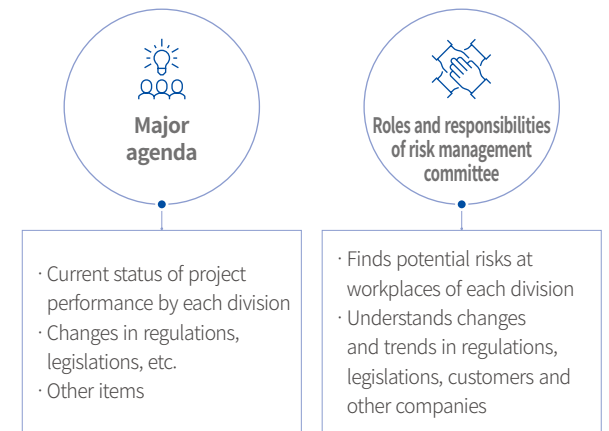 Major
agenda
· Current status of project
performance by each division
· Changes in regulations,
legislations, etc.
· Other items
Roles and responsibilities
of risk management
committee
· Finds potential risks at
workplaces of each division
· Understands changes
and trends in regulations,
legislations, customers and
other companies